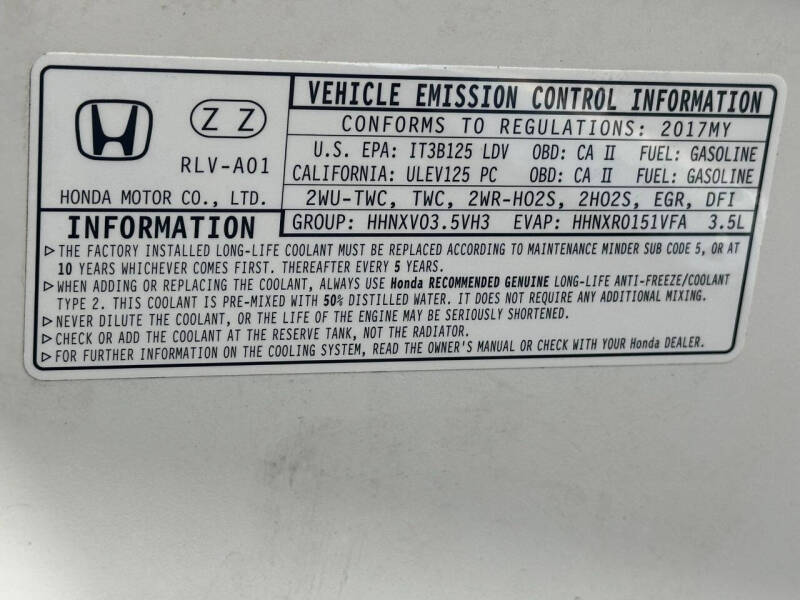 Z Z
RLV-A01
HONDA MOTOR CO., LTD.
VEHICLE EMISSION CONTROL INFORMATION
CONFORMS TO REGULATIONS: 2017MY
U.S. EPA: IT3B125 LDV OBD: CA II FUEL: GASOLINE
CALIFORNIA: ULEV125 PC OBD: CA II FUEL: GASOLINE
2WU-TWC, TWC, 2WR-HO2S, 2HO2S, EGR, DFI
GROUP: HHNXV03.5VH3 EVAP: HHNXR0151VFA 3.5L
INFORMATION
▷THE FACTORY INSTALLED LONG-LIFE COOLANT MUST BE REPLACED ACCORDING TO MAINTENANCE MINDER SUB CODE 5, OR AT
10 YEARS WHICHEVER COMES FIRST. THEREAFTER EVERY 5 YEARS.
▷WHEN ADDING OR REPLACING THE COOLANT, ALWAYS USE Honda RECOMMENDED GENUINE LONG-LIFE ANTI-FREEZE/COOLANT
TYPE 2. THIS COOLANT IS PRE-MIXED WITH 50% DISTILLED WATER. IT DOES NOT REQUIRE ANY ADDITIONAL MIXING.
▷NEVER DILUTE THE COOLANT, OR THE LIFE OF THE ENGINE MAY BE SERIOUSLY SHORTENED.
▷CHECK OR ADD THE COOLANT AT THE RESERVE TANK, NOT THE RADIATOR.
▷FOR FURTHER INFORMATION ON THE COOLING SYSTEM, READ THE OWNER'S MANUAL OR CHECK WITH YOUR Honda DEALER.